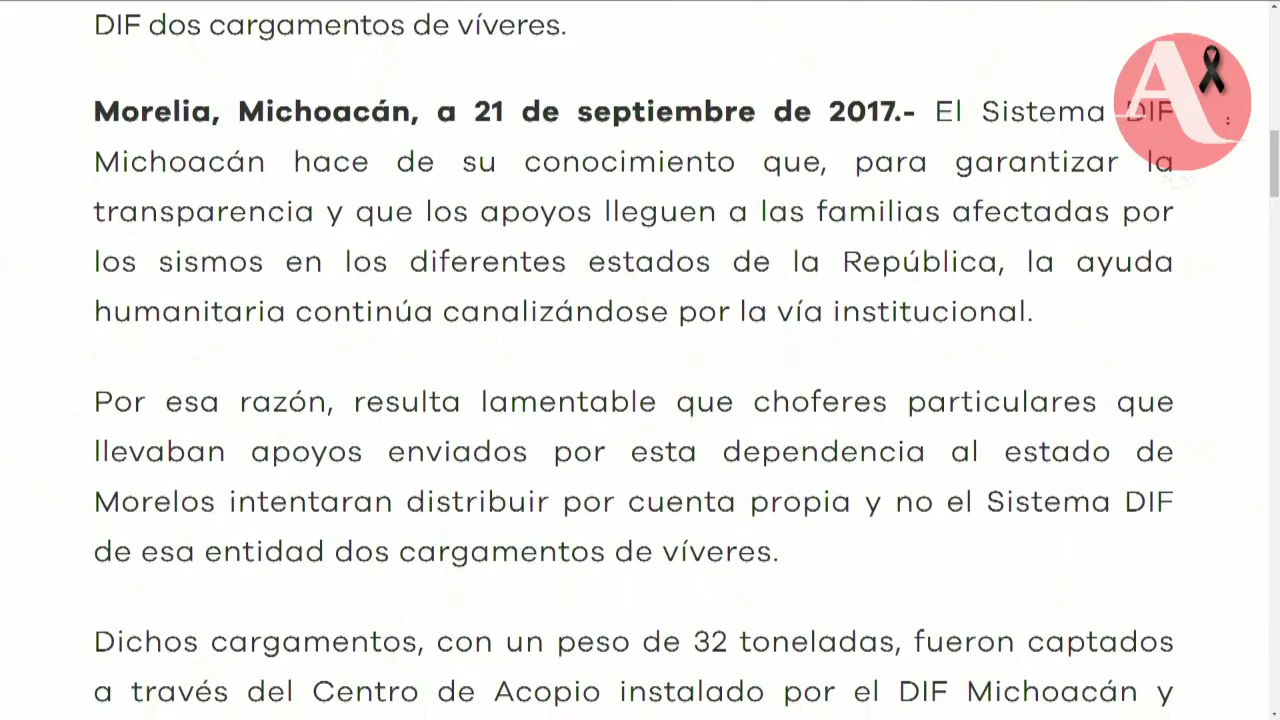 DIF dos cargamentos de víveres.
Morelia, Michoacán, a 21 de septiembre de 2017.- El Sistema DIF
Michoacán hace de su conocimiento que, para garantizar la
transparencia y que los apoyos lleguen a las familias afectadas por
los sismos en los diferentes estados de la República, la ayuda
humanitaria continúa canalizándose por la vía institucional.
Por esa razón, resulta lamentable que choferes particulares que
llevaban apoyos enviados por esta dependencia al estado de
Morelos intentaran distribuir por cuenta propia y no el Sistema DIF
de esa entidad dos cargamentos de víveres.
Dichos cargamentos, con un peso de 32 toneladas, fueron captados
a través del Centro de Acopio instalado por el DIF Michoacán y